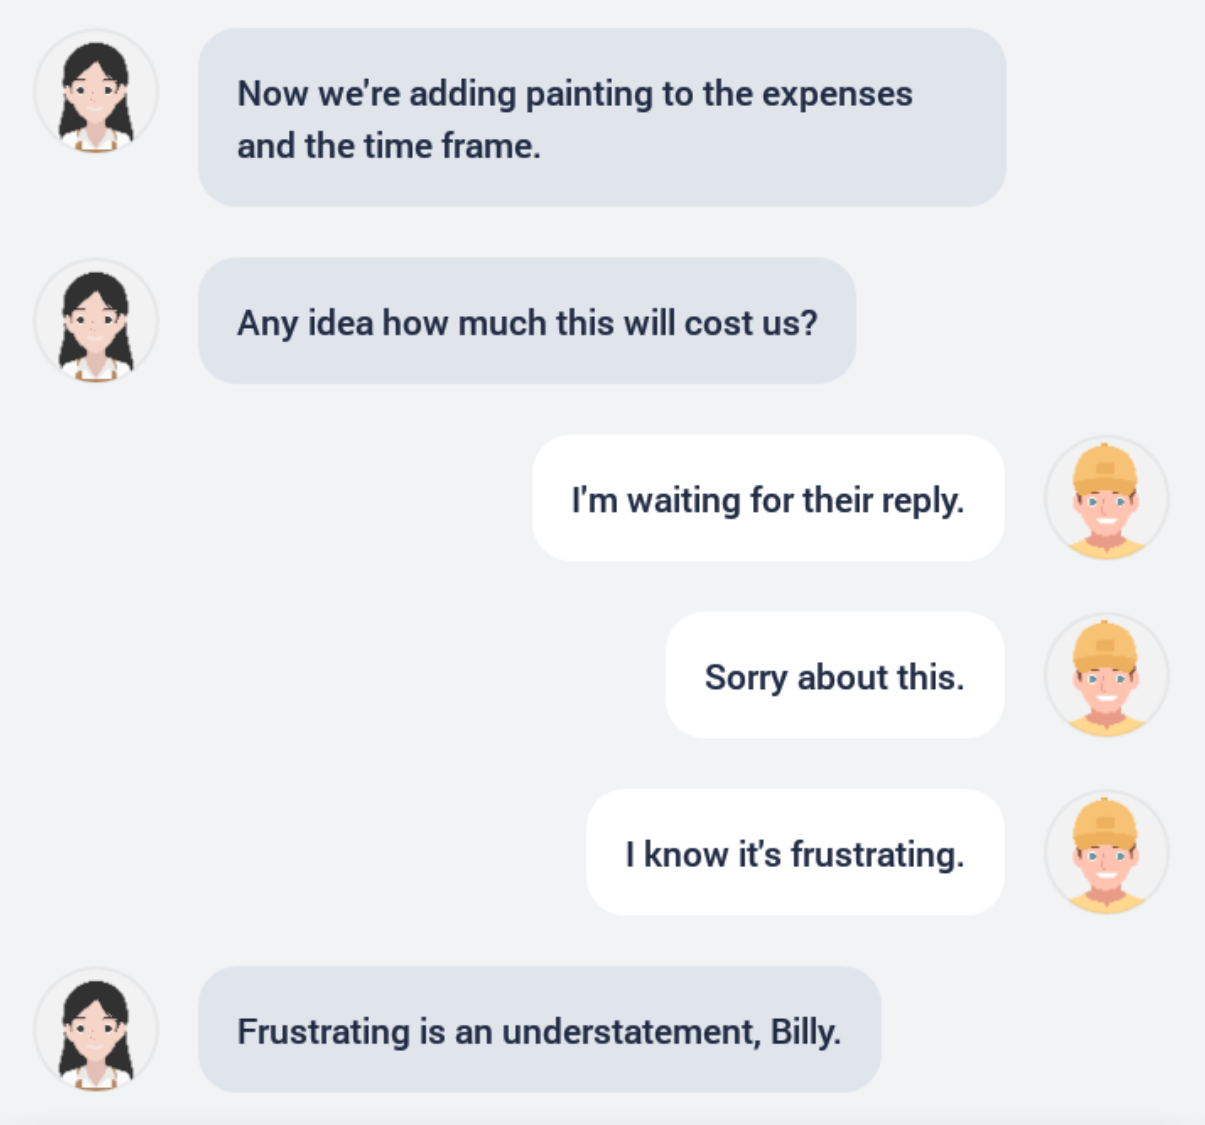 Now we're adding painting to the expenses
and the time frame.
Any idea how much this will cost us?
I'm waiting for their reply.
Sorry about this.
I know it's frustrating.
Frustrating is an understatement, Billy.